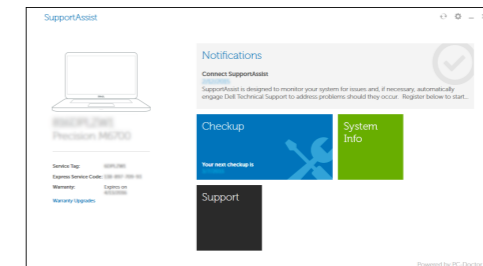 SupportAssist
Notifications
Connect SupportAssist
SupportAssist is designed to monitor your system for issues and, if necessary, automatically
engage Dell Technical Support to address problems should they occur. Register below to start...
Precision M6700
Checkup
System
Info
Your next checkup is
Service Tag:
Express Service Code:
Warranty: Expires on
Warranty Upgrades
Support
Powered by PC-Doctor